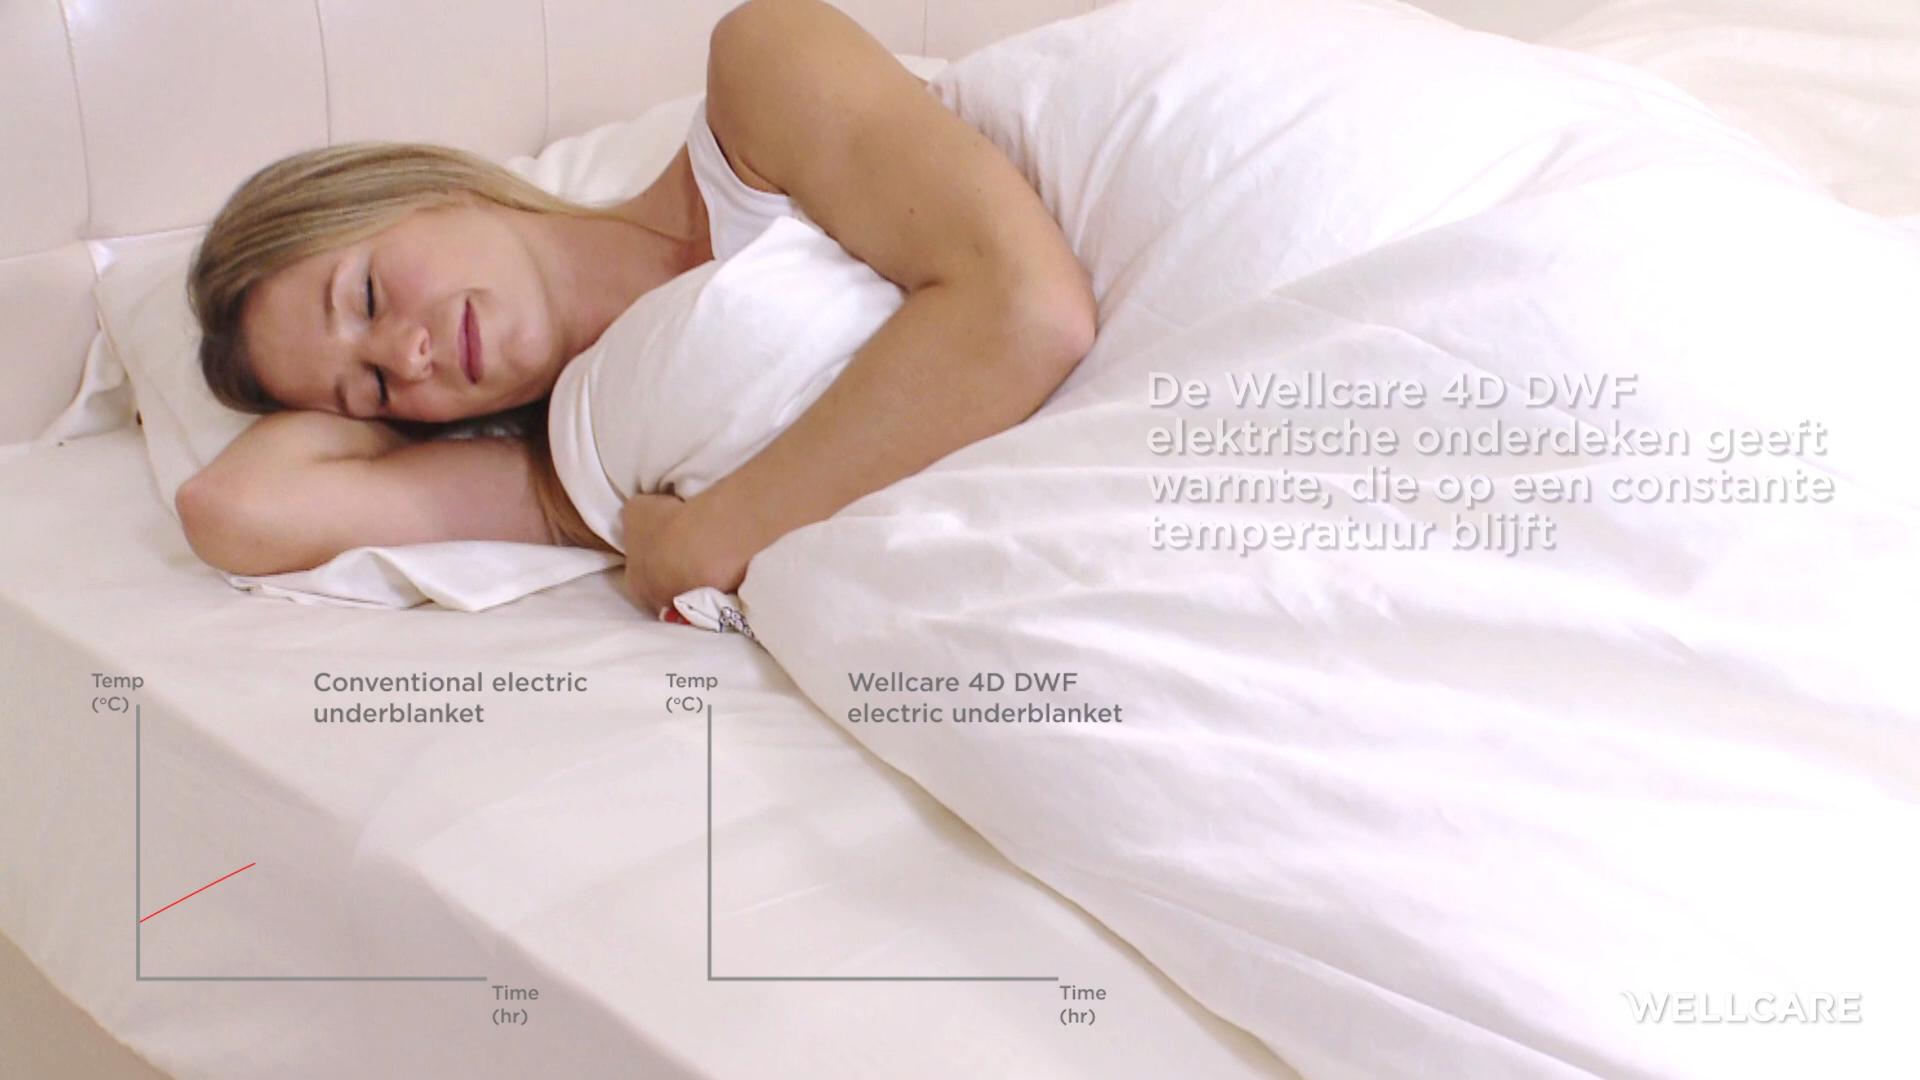 De Wellcare 4D DWF
elektrische onderdeken geeft
warmte, die op een constante
temperatuur blijft
Temp
(°C)
Conventional electric
underblanket
Time
(hr)
Temp
(°C)
Wellcare 4D DWF
electric underblanket
Time
(hr)
WELLCARE